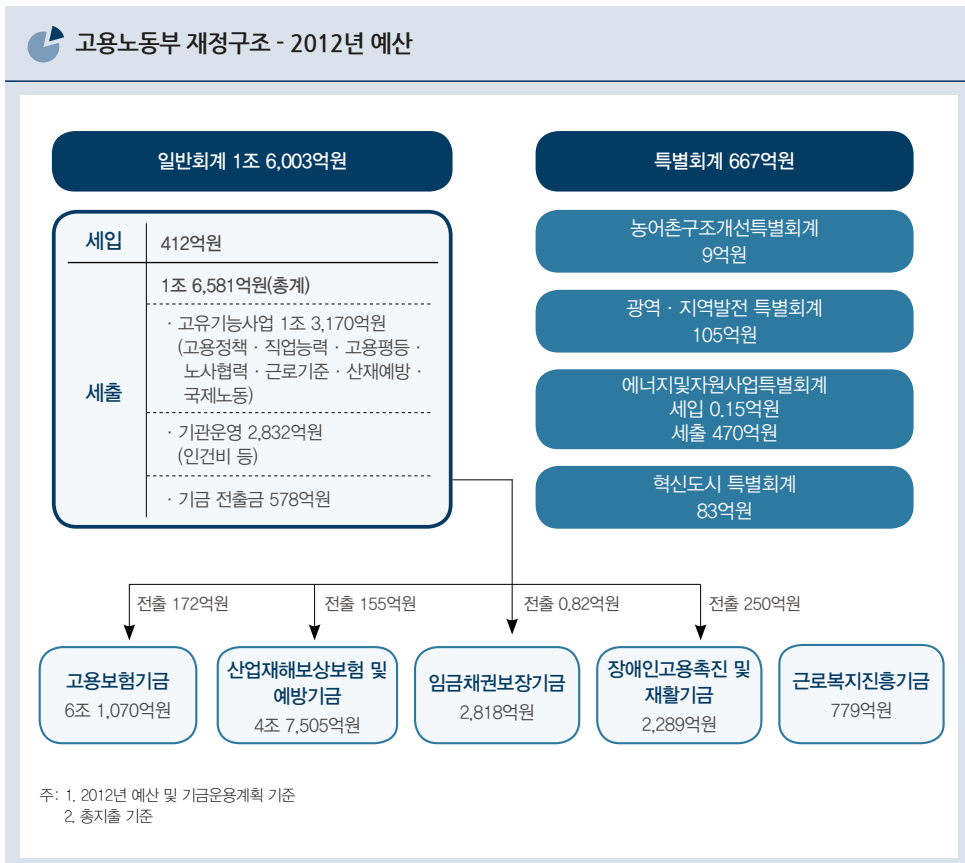 고용노동부 재정구조 - 2012년 예산
일반회계 1조 6,003억원
세입
412억원
세출
1조 6,581억원(총계)
· 고유기능사업 1조 3,170억원
(고용정책 · 직업능력 · 고용평등 ·
노사협력 · 근로기준 · 산재예방 ·
국제노동)
· 기관운영 2,832억원
(인건비 등)
· 기금 전출금 578억원
특별회계 667억원
농어촌구조개선특별회계
9억원
광역 · 지역발전 특별회계
105억원
에너지및자원사업특별회계
세입 0.15억원
세출 470억원
혁신도시 특별회계
83억원
전출 172억원
전출 155억원
전출 0.82억원
전출 250억원
고용보험기금
6조 1,070억원
산업재해보상보험 및
예방기금
4조 7,505억원
임금채권보장기금
2,818억원
장애인고용촉진 및
재활기금
2,289억원
근로복지진흥기금
779억원
주: 1. 2012년 예산 및 기금운용계획 기준
2. 총지출 기준